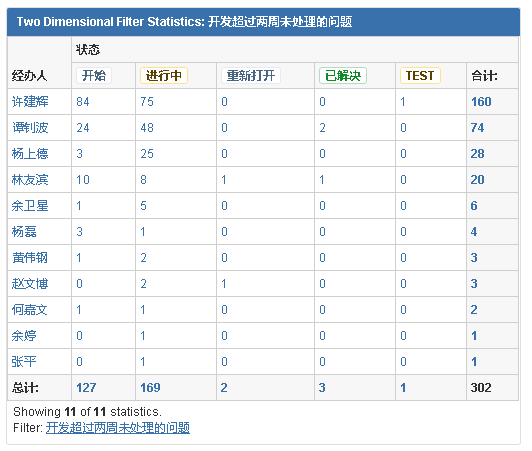 Two Dimensional Filter Statistics: 开发超过两周未处理的问题
状态
经办人 开始 进行中 重新打开 已解决 TEST 合计:
许建辉 84 75 0 0 1 160
谭钊波 24 48 0 2 0 74
杨上德 3 25 0 0 0 28
林友滨 10 8 1 1 0 20
余卫星 1 5 0 0 0 6
杨磊 3 1 0 0 0 4
黄伟钢 1 2 0 0 0 3
赵文博 0 2 1 0 0 3
何嘉文 1 1 0 0 0 2
余婷 0 1 0 0 0 1
张平 0 1 0 0 0 1
总计: 127 169 2 3 1 302
Showing 11 of 11 statistics.
Filter: 开发超过两周未处理的问题